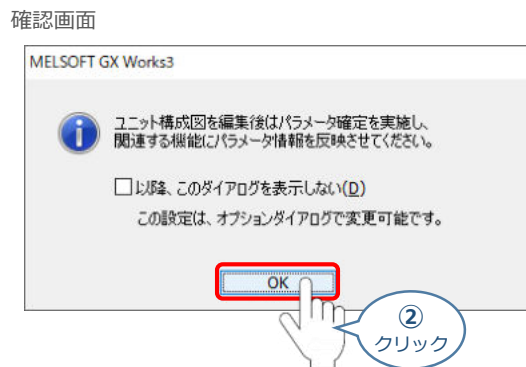 確認画面
MELSOFT GX Works3
ユニット構成図を編集後はパラメータ確定を実施し、
関連する機能にパラメータ情報を反映させてください。
以降、このダイアログを表示しない(D)
この設定は、オプションダイアログで変更可能です。
OK
②
クリック